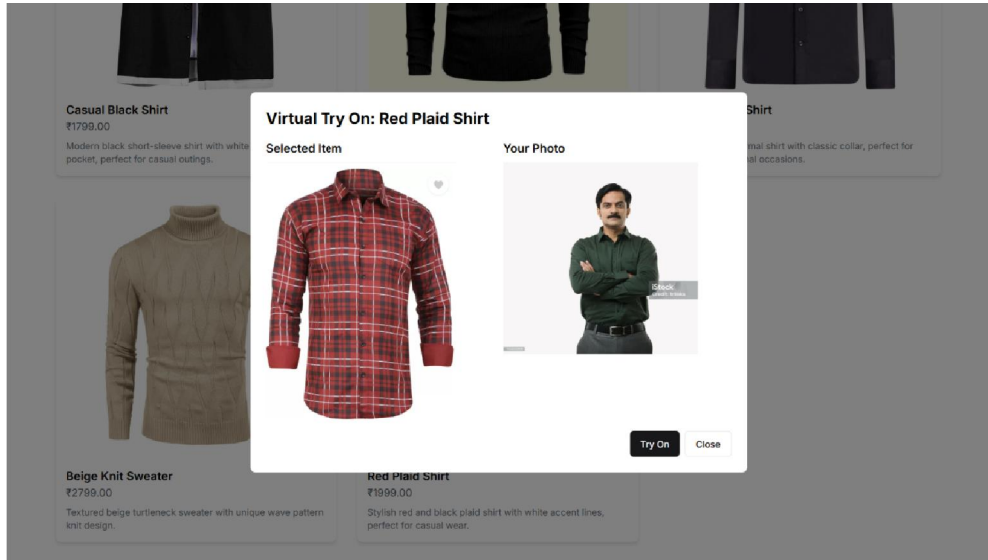 Casual Black Shirt
₹1799.00
Modern black short-sleeve shirt with white
pocket, perfect for casual outings.
Shirt
mal shirt with classic collar, perfect for
al occasions.
Virtual Try On: Red Plaid Shirt
Selected Item
Your Photo
iStock
Try On
Close
Beige Knit Sweater
₹2799.00
Textured beige turtleneck sweater with unique wave pattern
knit design.
Red Plaid Shirt
₹1999.00
Stylish red and black plaid shirt with white accent lines,
perfect for casual wear.